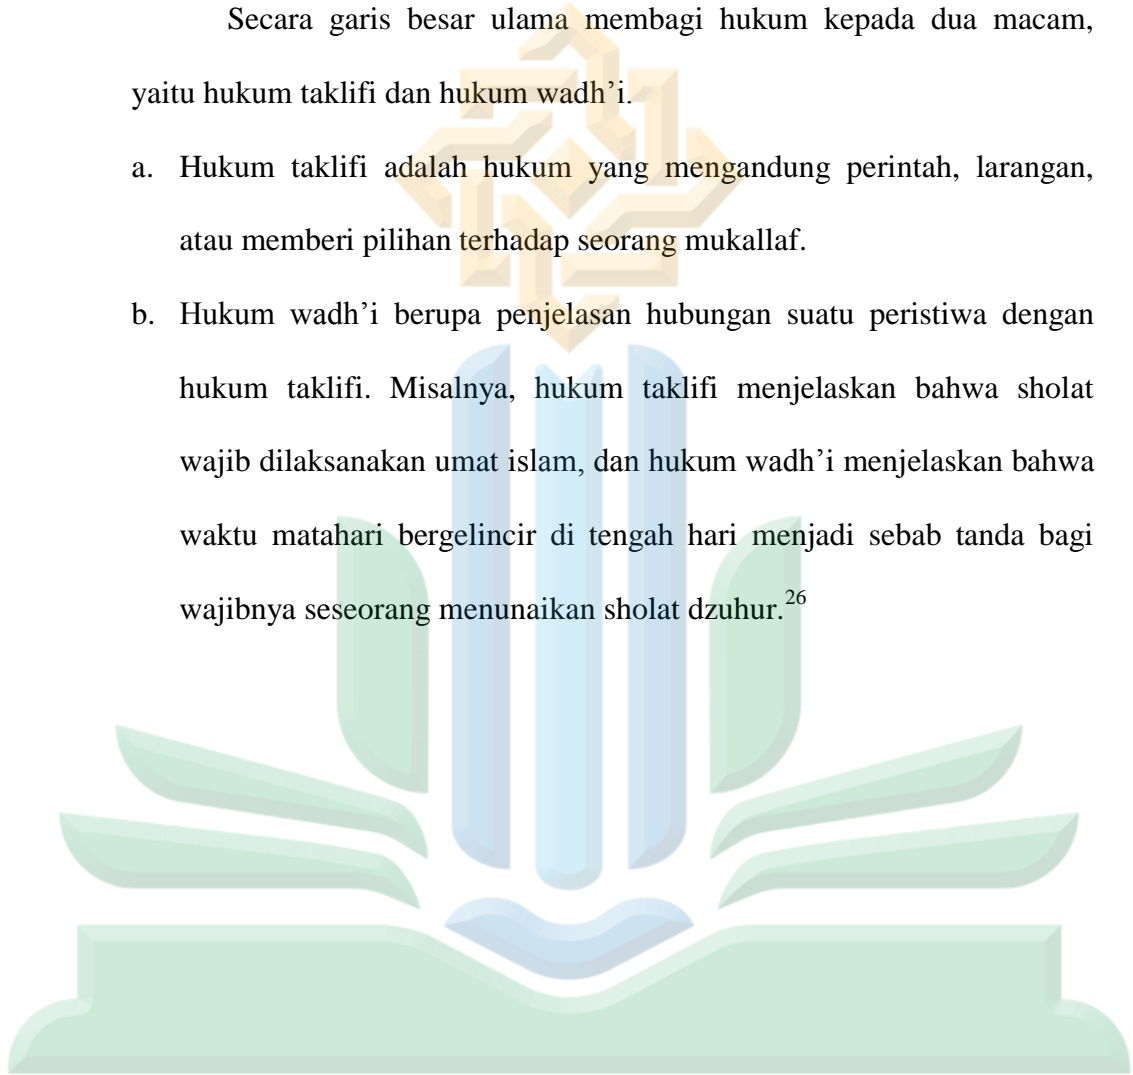 Secara garis besar ulama membagi hukum kepada dua macam,
yaitu hukum taklifi dan hukum wadh’i.
a. Hukum taklifi adalah hukum yang mengandung perintah, larangan,
atau memberi pilihan terhadap seorang mukallaf.
b. Hukum wadh’i berupa penjelasan hubungan suatu peristiwa dengan
hukum taklifi. Misalnya, hukum taklifi menjelaskan bahwa sholat
wajib dilaksanakan umat islam, dan hukum wadh’i menjelaskan bahwa
waktu matahari bergelincir di tengah hari menjadi sebab tanda bagi
wajibnya seseorang menunaikan sholat dzuhur.26